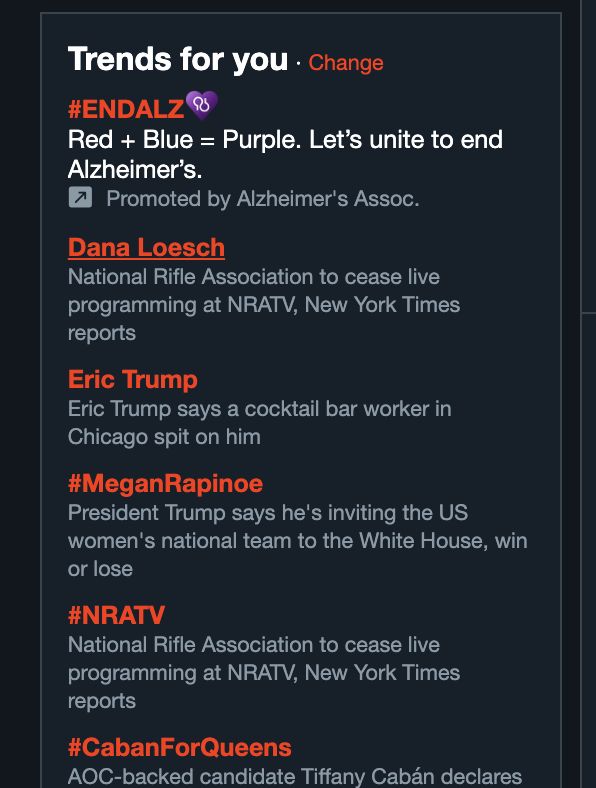 Trends for you · Change
#ENDALZ
Red + Blue = Purple. Let’s unite to end
Alzheimer’s.
Promoted by Alzheimer's Assoc.
Dana Loesch
National Rifle Association to cease live
programming at NRATV, New York Times
reports
Eric Trump
Eric Trump says a cocktail bar worker in
Chicago spit on him
#MeganRapinoe
President Trump says he's inviting the US
women's national team to the White House, win
or lose
#NRATV
National Rifle Association to cease live
programming at NRATV, New York Times
reports
#CabanForQueens
AOC-backed candidate Tiffany Cabán declares